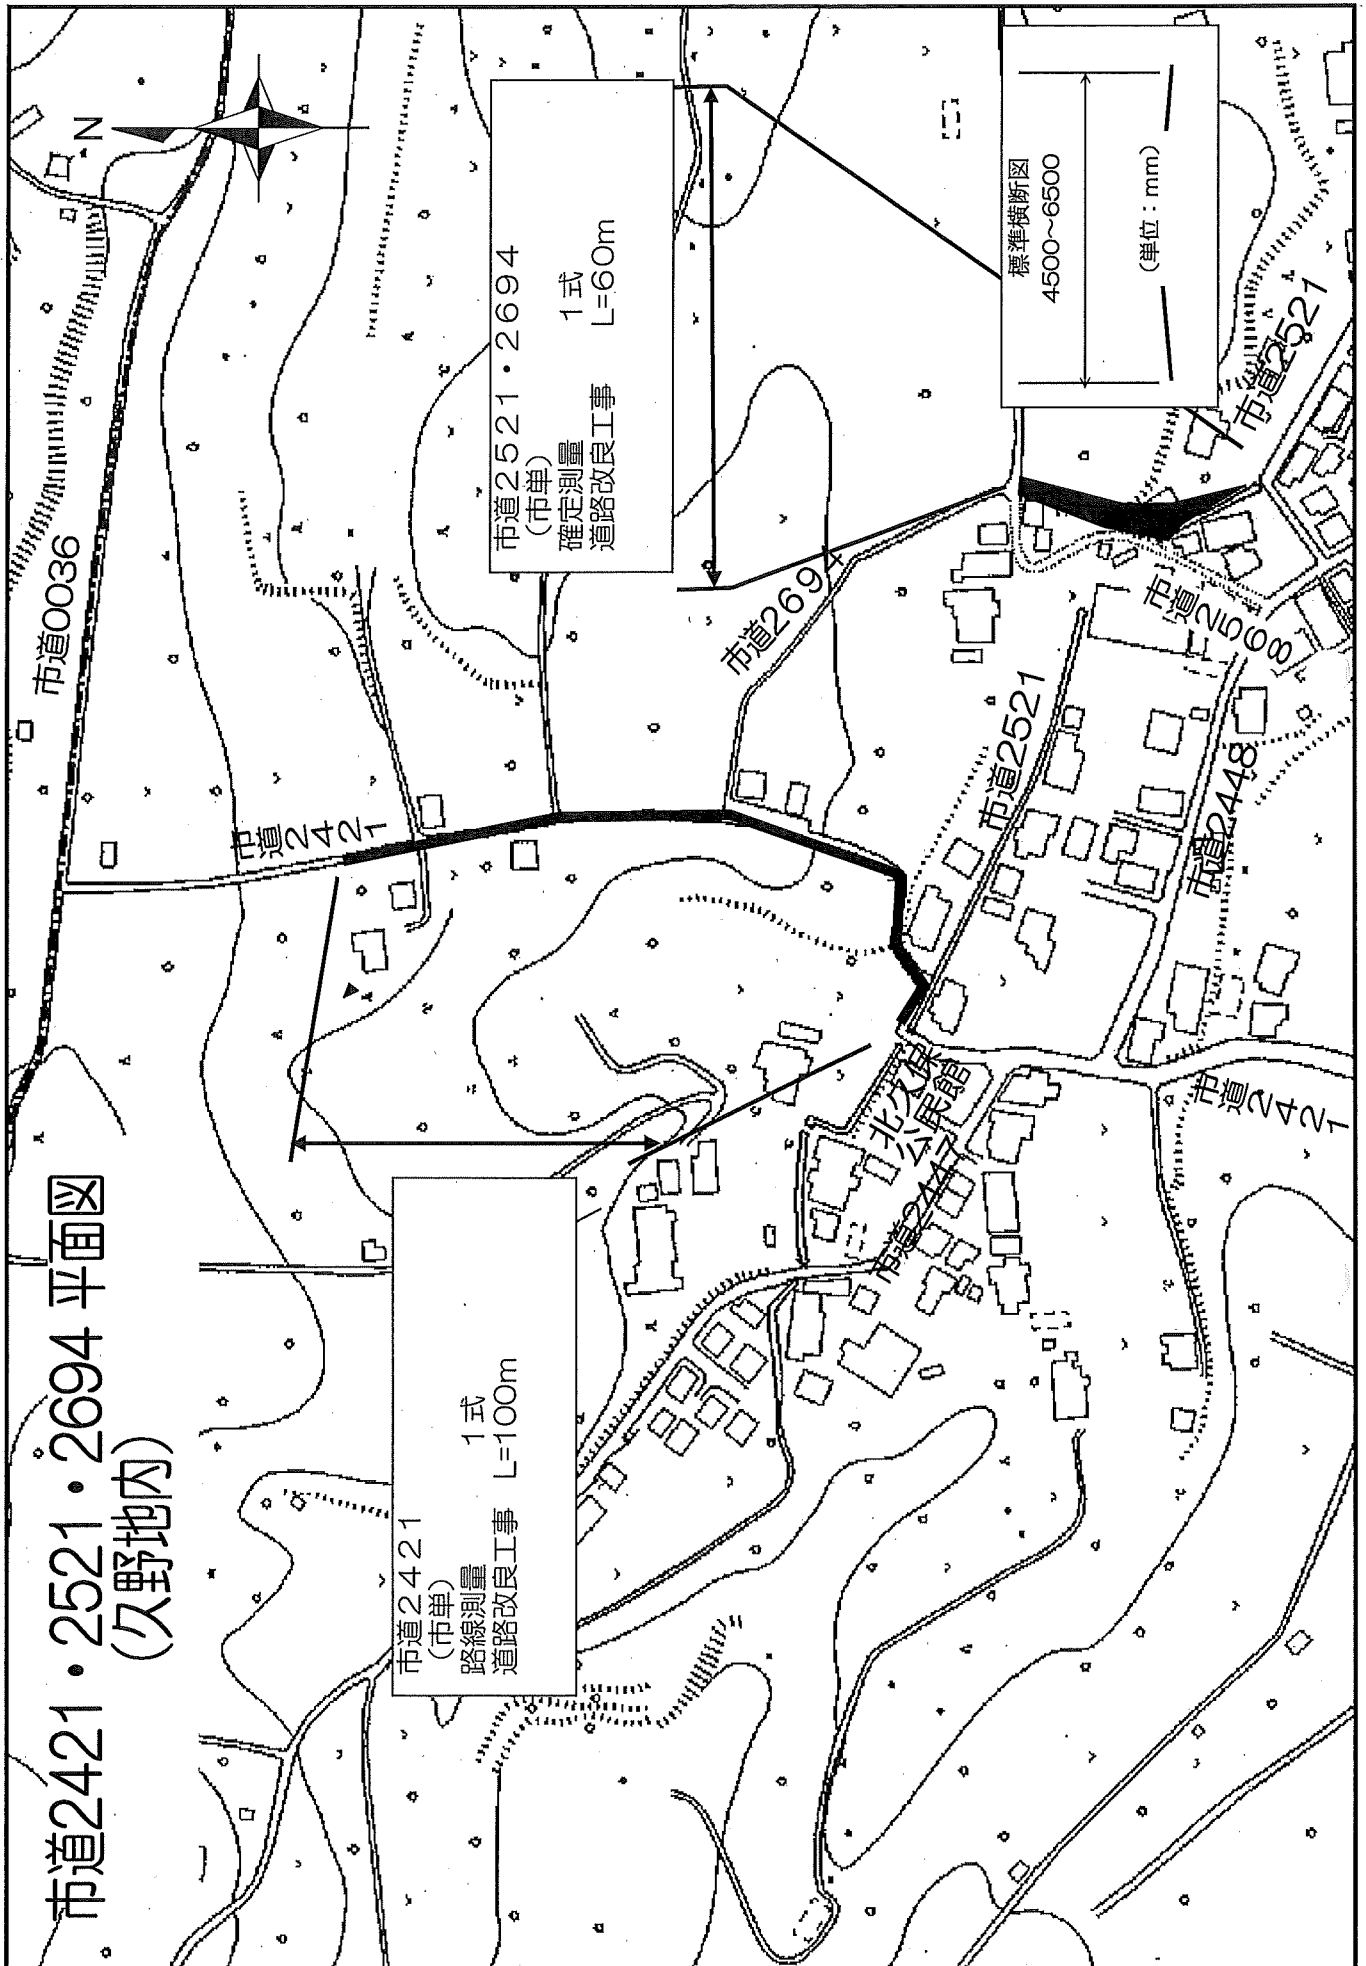 市道2421・2521・2694 平面図
(久野地内)
N
市道0036
市道2421
市道2421
(市単)
路線測量 1式
道路改良工事 L=100m
市道2521・2694
(市単)
確定測量 1式
道路改良工事 L=60m
市道2694
標準横断図
4500~6500
(単位:mm)
市道2521
市道2521
市道2568
市道2448
北久保
公民館
市道2447
市道2421